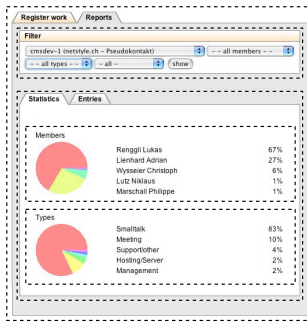 Register work Reports
Filter
cmsdev-1 (netstyle.ch - Pseudokontakt) - - all members - -
- - all types - - - all - show
Statistics Entries
Members
Renggli Lukas 67%
Lienhard Adrian 27%
Wysseier Christoph 6%
Lutz Niklaus 1%
Marschall Philippe 1%
Types
Smalltalk 83%
Meeting 10%
Support/other 4%
Hosting/Server 2%
Management 2%